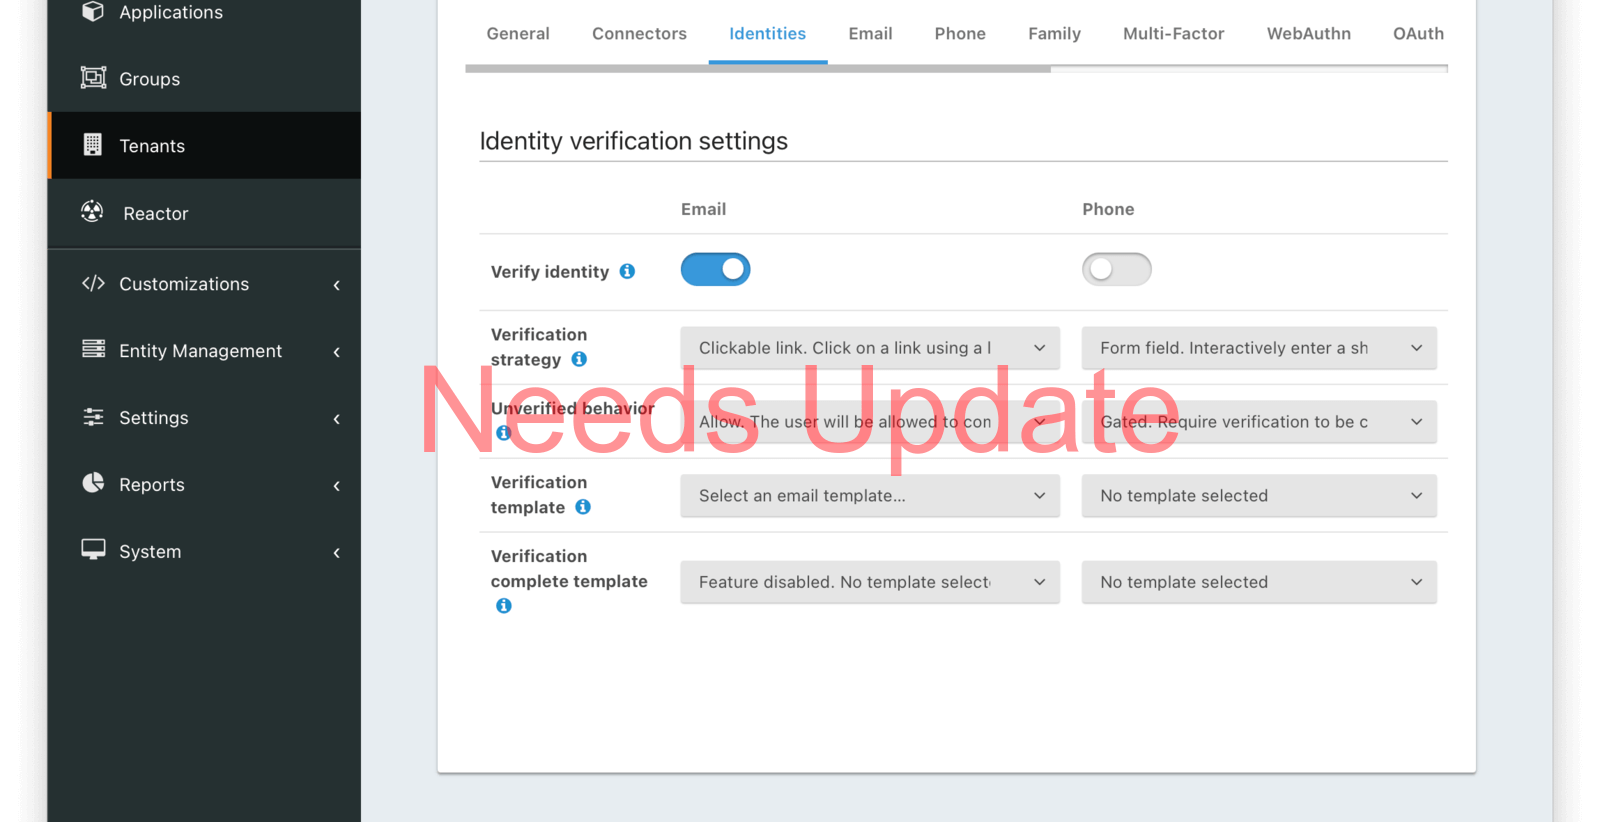 Applications
Groups
Tenants
Reactor
Customizations
Entity Management
Settings
Reports
System
General Connectors Identities Email Phone Family Multi-Factor WebAuthn OAuth
Identity verification settings
Email Phone
Verify identity
Verification
strategy
Clickable link. Click on a link using a l
Form field. Interactively enter a sh
Unverified behavior
Allow. The user will be allowed to con
Gated. Require verification to be c
Needs Update
Verification
template
Select an email template...
No template selected
Verification
complete template
Feature disabled. No template select
No template selected